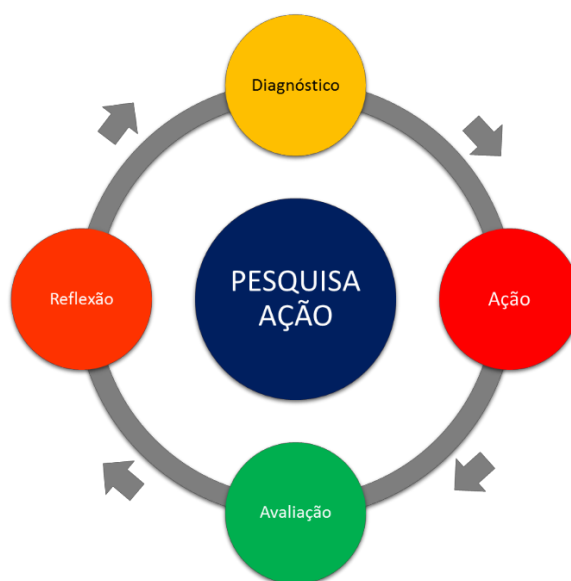 Diagnóstico
Reflexão
PESQUISA
AÇÃO
Ação
Avaliação